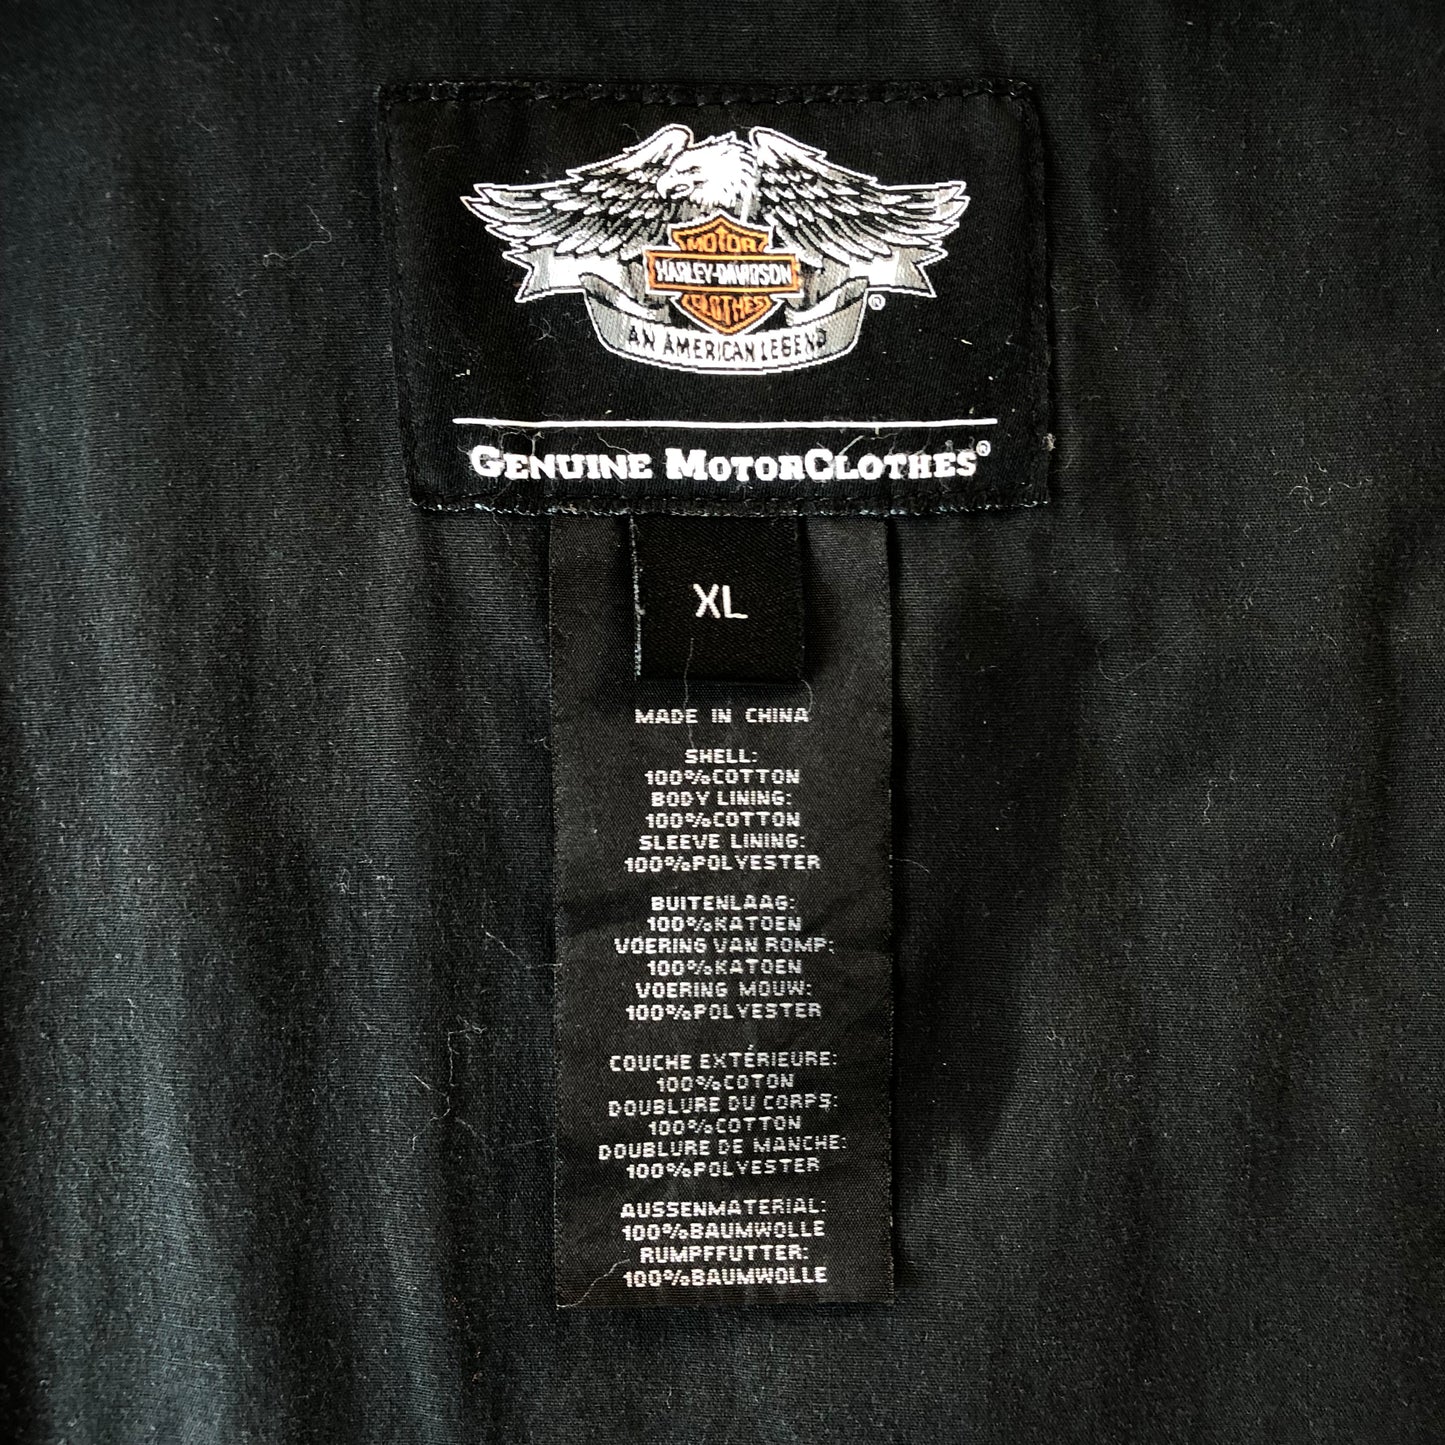 MOTOR
HARLEY-DAVIDSON
CLOTHES
®
AN AMERICAN LEGEND
GENUINE MOTORCLOTHES®
XL
MADE IN CHINA
SHELL:
100%COTTON
BODY LINING:
100%COTTON
SLEEVE LINING:
100%POLYESTER
BUITENLAAG:
100%KATOEN
VOERING VAN ROMP:
100%KATOEN
VOERING MOUW:
100%POLYESTER
COUCHE EXTÉRIEURE:
100%COTON
DOUBLURE DU CORPS:
100%COTTON
DOUBLURE DE MANCHE:
100%POLYESTER
AUSSENMATERIAL:
100%BAUMWOLLE
RUMPFFUTTER:
100%BAUMWOLLE